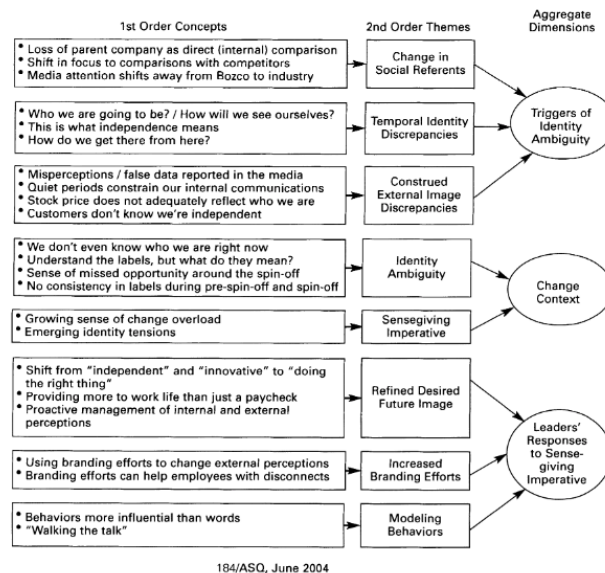 1st Order Concepts
2nd Order Themes
Aggregate
Dimensions
• Loss of parent company as direct (internal) comparison
• Shift in focus to comparisons with competitors
• Media attention shifts away from Bozco to industry
Change in
Social Referents
• Who we are going to be? / How will we see ourselves?
• This is what independence means
• How do we get there from here?
Temporal Identity
Discrepancies
Triggers of
Identity
Ambiguity
• Misperceptions / false data reported in the media
• Quiet periods constrain our internal communications
• Stock price does not adequately reflect who we are
• Customers don't know we're independent
Construed
External Image
Discrepancies
• We don't even know who we are right now
• Understand the labels, but what do they mean?
• Sense of missed opportunity around the spin-off
• No consistency in labels during pre-spin-off and spin-off
Identity
Ambiguity
Change
Context
• Growing sense of change overload
• Emerging identity tensions
Sensegiving
Imperative
• Shift from "independent" and "innovative" to "doing
the right thing"
• Providing more to work life than just a paycheck
• Proactive management of internal and external
perceptions
Refined Desired
Future Image
Leaders'
Responses
to Sense-
giving
Imperative
• Using branding efforts to change external perceptions
• Branding efforts can help employees with disconnects
Increased
Branding Efforts
• Behaviors more influential than words
• "Walking the talk"
Modeling
Behaviors
184/ASQ, June 2004